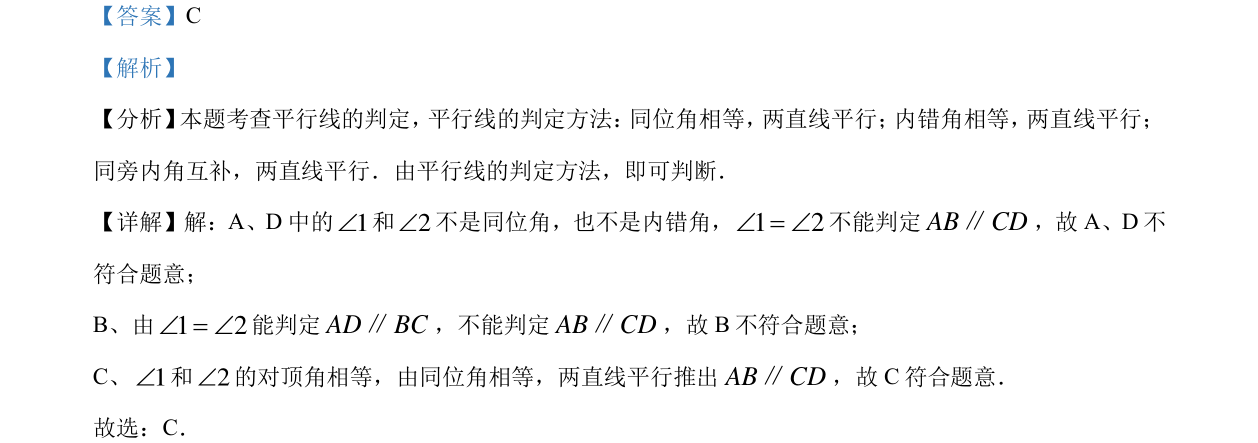 【答案】C
【解析】
【分析】本题考查平行线的判定，平行线的判定方法：同位角相等，两直线平行；内错角相等，两直线平行；
同旁内角互补，两直线平行．由平行线的判定方法，即可判断．
【详解】解：A、D 中的∠1和∠2不是同位角，也不是内错角，∠1=∠2不能判定 AB∥CD，故 A、D 不
符合题意；
B、由∠1=∠2能判定 AD∥BC，不能判定 AB∥CD，故 B 不符合题意；
C、∠1和∠2的对顶角相等，由同位角相等，两直线平行推出 AB∥CD，故 C 符合题意．
故选：C．